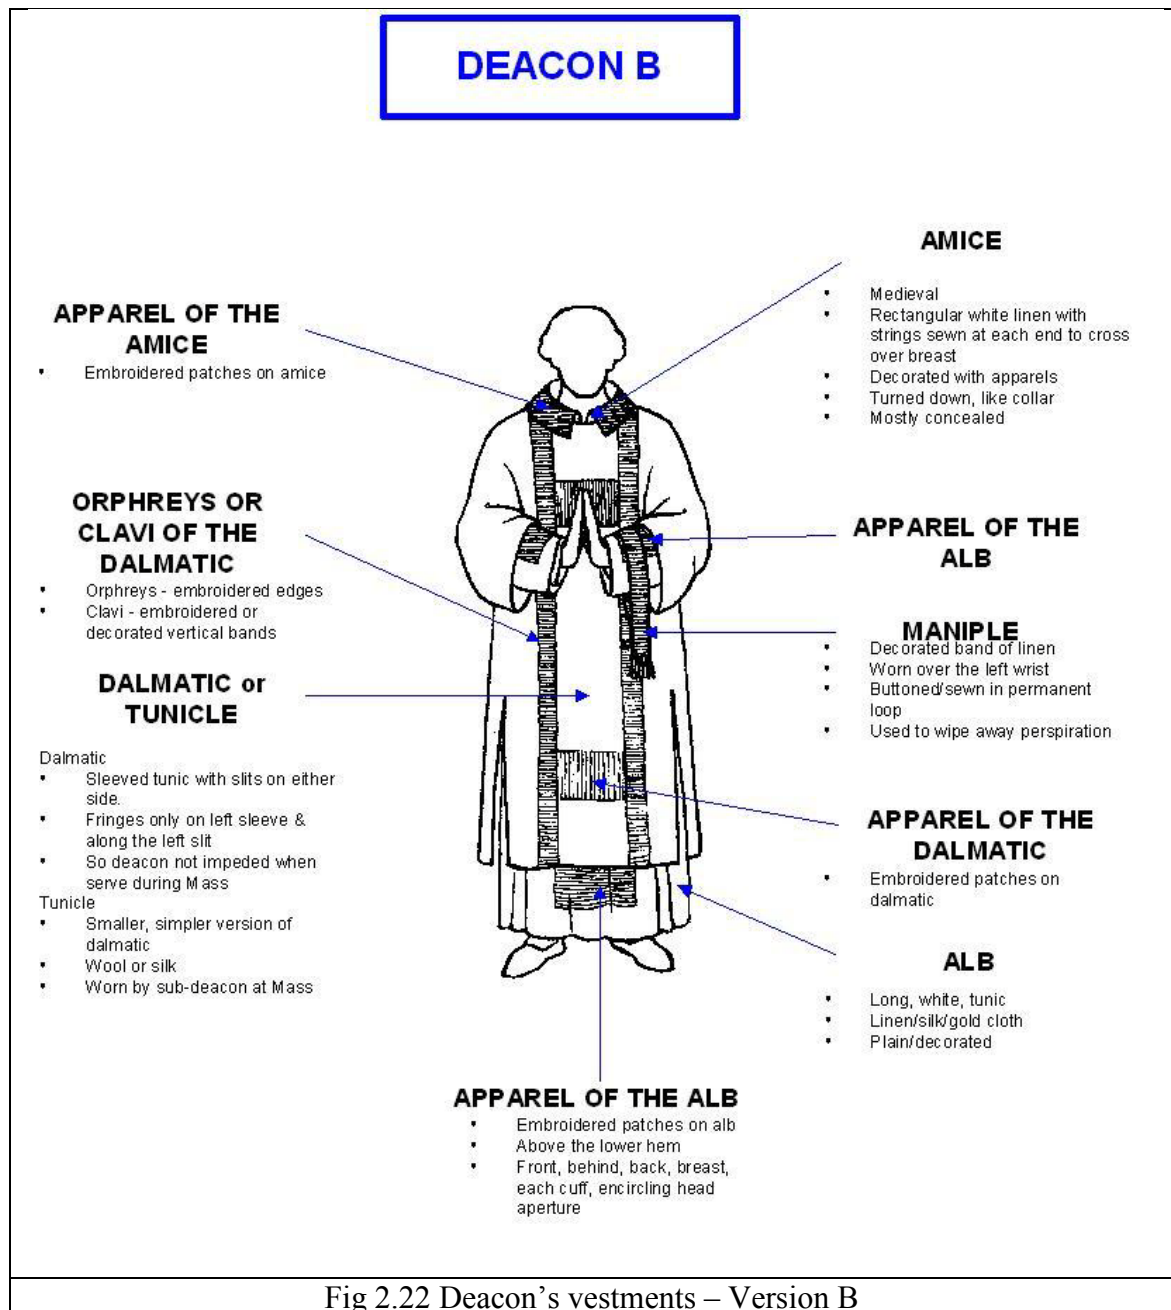 DEACON B
APPAREL OF THE
AMICE
• Embroidered patches on amice
ORPHREYS OR
CLAVI OF THE
DALMATIC
• Orphreys - embroidered edges
• Clavi - embroidered or
decorated vertical bands
DALMATIC or
TUNICLE
Dalmatic
• Sleeved tunic with slits on either
side.
• Fringes only on left sleeve &
along the left slit
• So deacon not impeded when
serve during Mass
Tunicle
• Smaller, simpler version of
dalmatic
• Wool or silk
• Worn by sub-deacon at Mass
AMICE
• Medieval
• Rectangular white linen with
strings sewn at each end to cross
over breast
• Decorated with apparels
• Turned down, like collar
• Mostly concealed
APPAREL OF THE
ALB
MANIPLE
• Decorated band of linen
• Worn over the left wrist
• Buttoned/sewn in permanent
loop
• Used to wipe away perspiration
APPAREL OF THE
DALMATIC
• Embroidered patches on
dalmatic
ALB
• Long, white, tunic
• Linen/silk/gold cloth
• Plain/decorated
APPAREL OF THE ALB
• Embroidered patches on alb
• Above the lower hem
• Front, behind, back, breast,
each cuff, encircling head
aperture
Fig 2.22 Deacon’s vestments – Version B